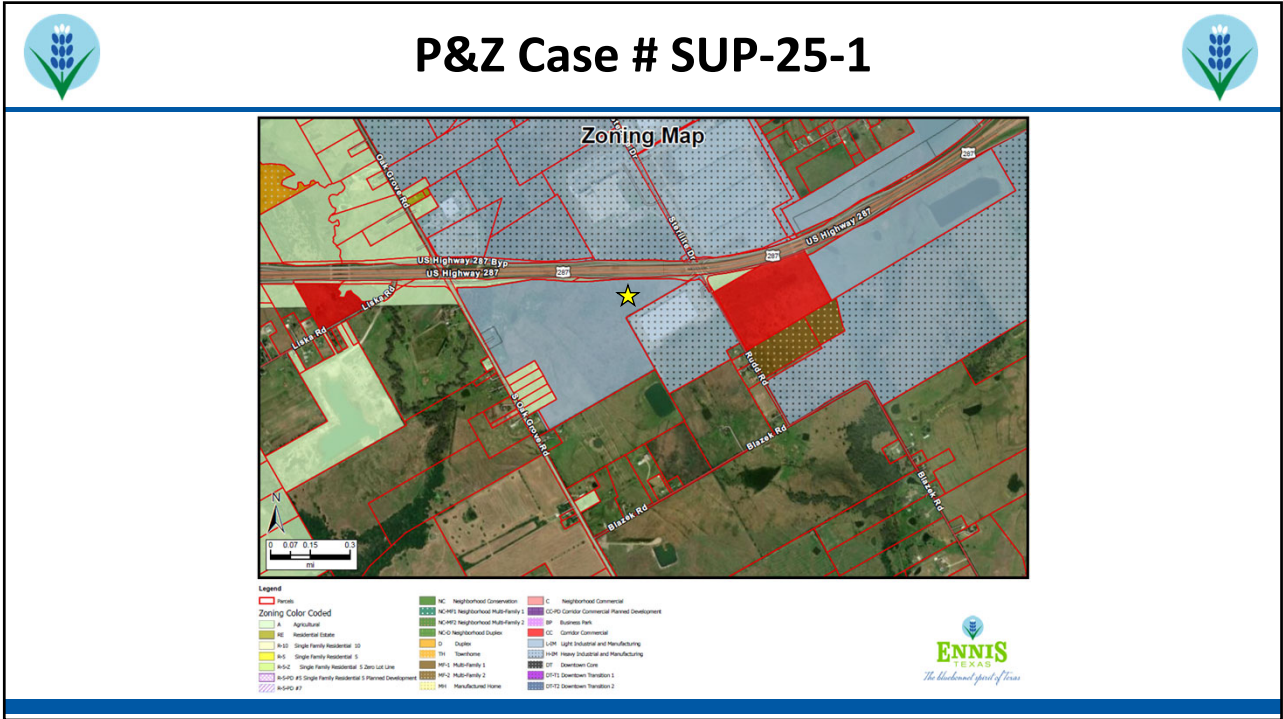 P&Z Case # SUP-25-1
Zoning Map
Oak Grove Rd
Sterilite Dr
287
US Highway 287
US Highway 287 Byp
US Highway 287
287
287
Liska Rd
Liska Rd
Rudd Rd
S Oak Grove Rd
Blazek Rd
Blazek Rd
Blazek Rd
N
0 0.07 0.15 0.3
mi
Legend
Parcels
Zoning Color Coded
A Agricultural
RE Residential Estate
R-10 Single Family Residential 10
R-5 Single Family Residential 5
R-5-Z Single Family Residential 5 Zero Lot Line
R-5-PD #5 Single Family Residential 5 Planned Development
R-5-PD #7
NC Neighborhood Conservation
NC-MF1 Neighborhood Multi-Family 1
NC-MF2 Neighborhood Multi-Family 2
NC-D Neighborhood Duplex
D Duplex
TH Townhome
MF-1 Multi-Family 1
MF-2 Multi-Family 2
MH Manufactured Home
C Neighborhood Commercial
CC-PD Corridor Commercial Planned Development
BP Business Park
CC Corridor Commercial
L-IM Light Industrial and Manufacturing
H-IM Heavy Industrial and Manufacturing
DT Downtown Core
DT-T1 Downtown Transition 1
DT-T2 Downtown Transition 2
ENNIS
TEXAS
The bluebonnet spirit of Texas